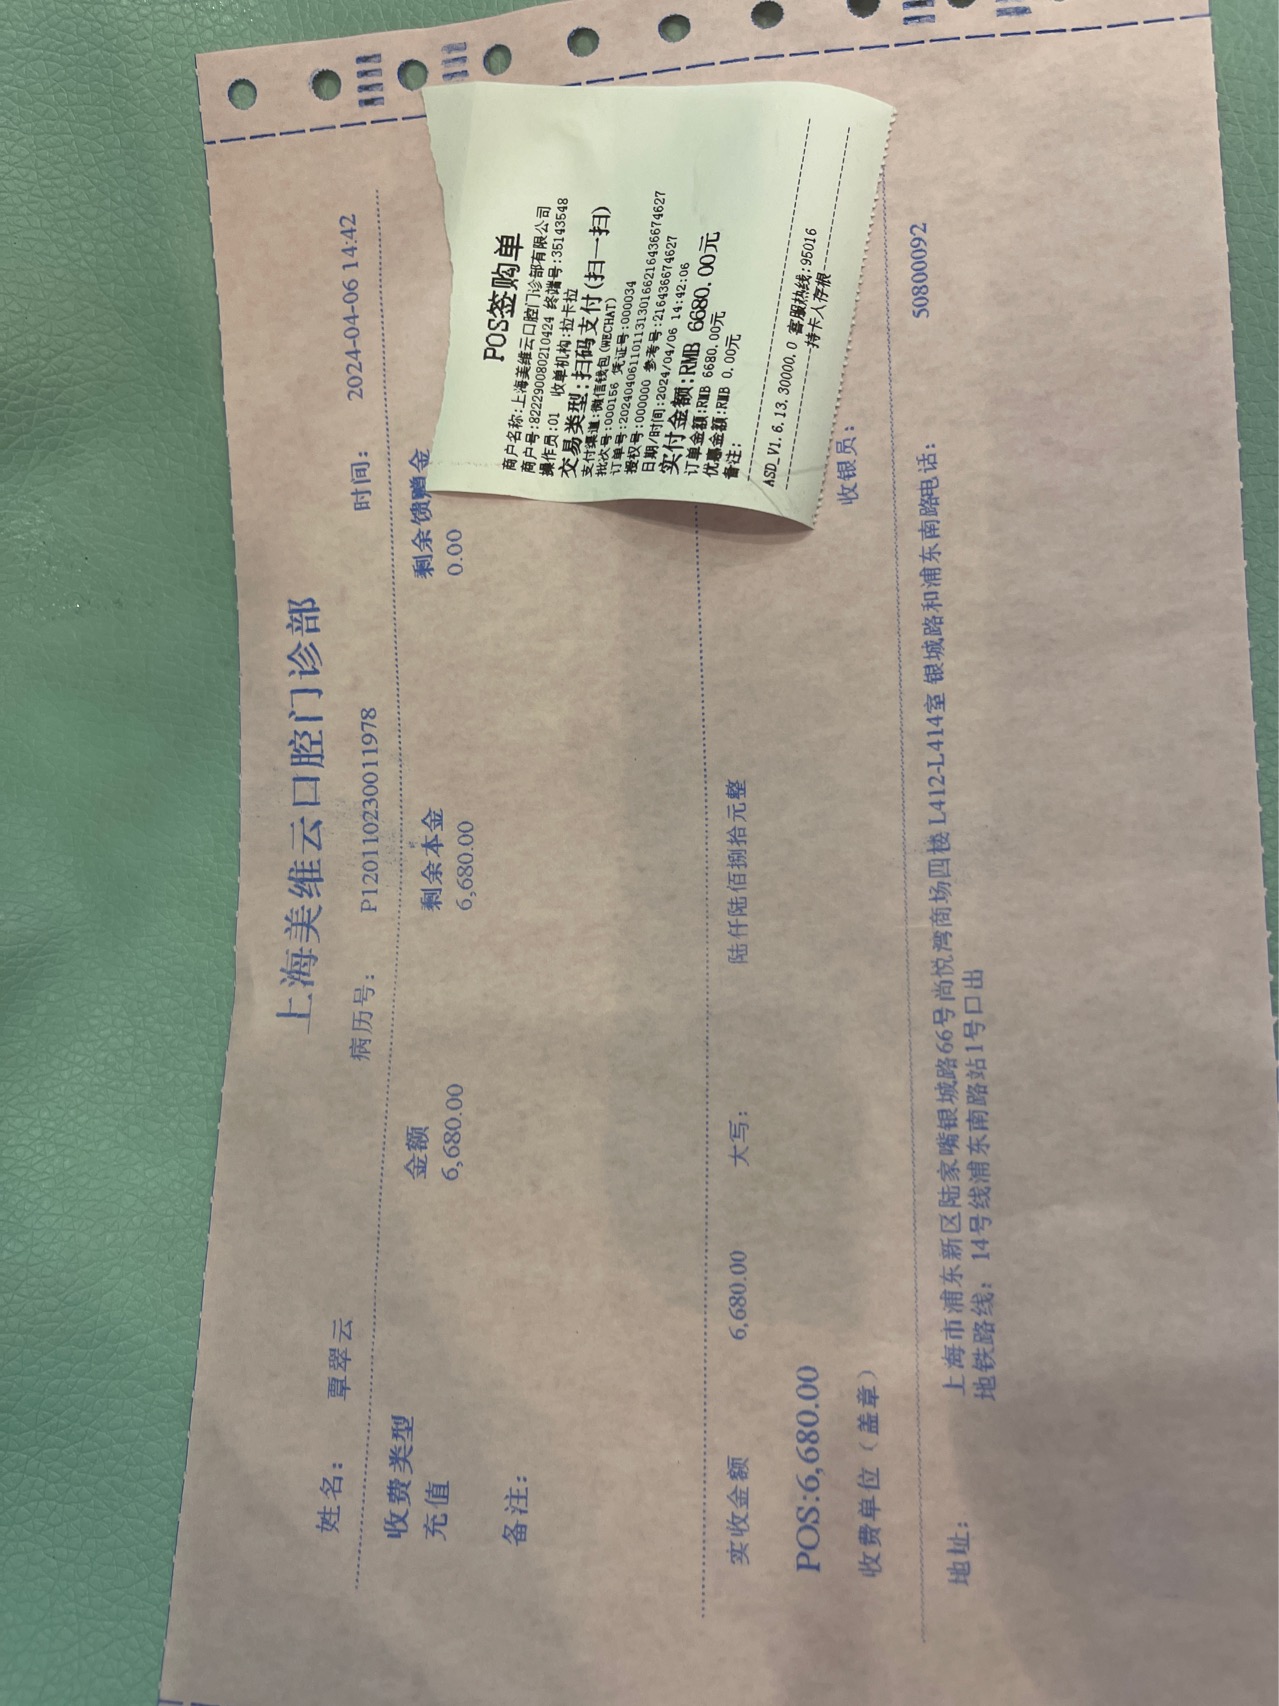 上海美维云口腔门诊部
姓名： 覃翠云 病历号： P120110230011978 时间： 2024-04-06 14:42
收费类型 金额 剩余本金 剩余馈赠金
充值 6,680.00 6,680.00 0.00
备注：
实收金额 6,680.00 大写： 陆仟陆佰捌拾元整
POS:6,680.00
收费单位（盖章） 收银员：
地址： 上海市浦东新区陆家嘴银城路66号尚悦湾商场四楼L412-L414室 银城路和浦东南路电话： 50800092
地铁路线： 14号线浦东南路站1号口出
POS签购单
商户名称:上海美维云口腔门诊部有限公司
商户号:822290080210424 终端号:35143548
操作员:01 收单机构:拉卡拉
交易类型:扫码支付(扫一扫)
支付渠道:微信钱包(WECHAT)
批次号:000156 凭证号:000034
订单号:20240406110113130166216436674627
授权号:000000 参考号:216436674627
日期/时间:2024/04/06 14:42:06
实付金额:RMB 6680.00元
订单金额:RMB 6680.00元
优惠金额:RMB 0.00元
备注:
ASD_V1.6.13.30000.0 客服热线:95016
持卡人存根